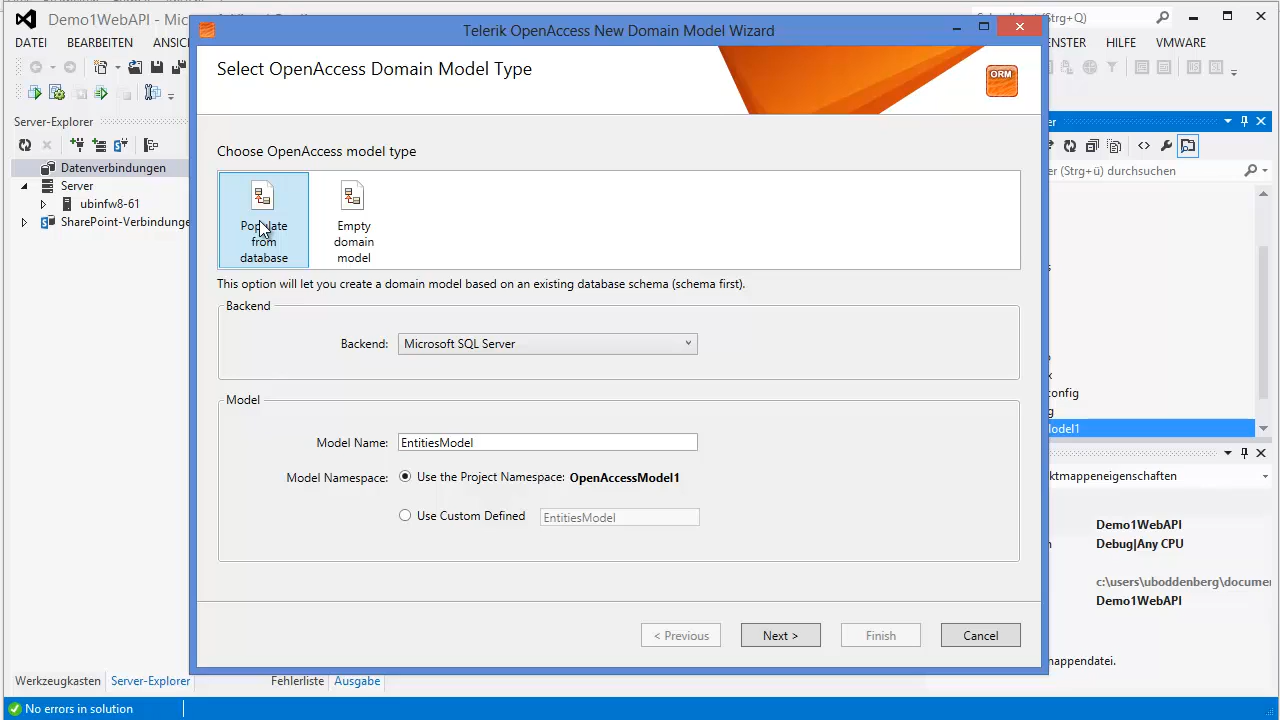 Demo1WebAPI - Mic
Telerik OpenAccess New Domain Model Wizard
(Strg+Q)
DATEI
BEARBEITEN
ANSICH
ENSTER
HILFE
VMWARE
Select OpenAccess Domain Model Type
ORM
Server-Explorer
er
Choose OpenAccess model type
(Strg+ü) durchsuchen
Datenverbindungen
Server
ubinfw8-61
SharePoint-Verbindunge
Populate
from
database
Empty
domain
model
This option will let you create a domain model based on an existing database schema (schema first).
Backend
Backend:
Microsoft SQL Server
x
onfig
g
odel1
Model
Model Name:
EntitiesModel
Model Namespace:
Use the Project Namespace:
OpenAccessModel1
Use Custom Defined
EntitiesModel
ktmappeneigenschaften
Demo1WebAPI
Debug|Any CPU
c:\users\uboddenberg\docume
Demo1WebAPI
< Previous
Next >
Finish
Cancel
nappendatei.
Werkzeugkasten
Server-Explorer
Fehlerliste
Ausgabe
No errors in solution